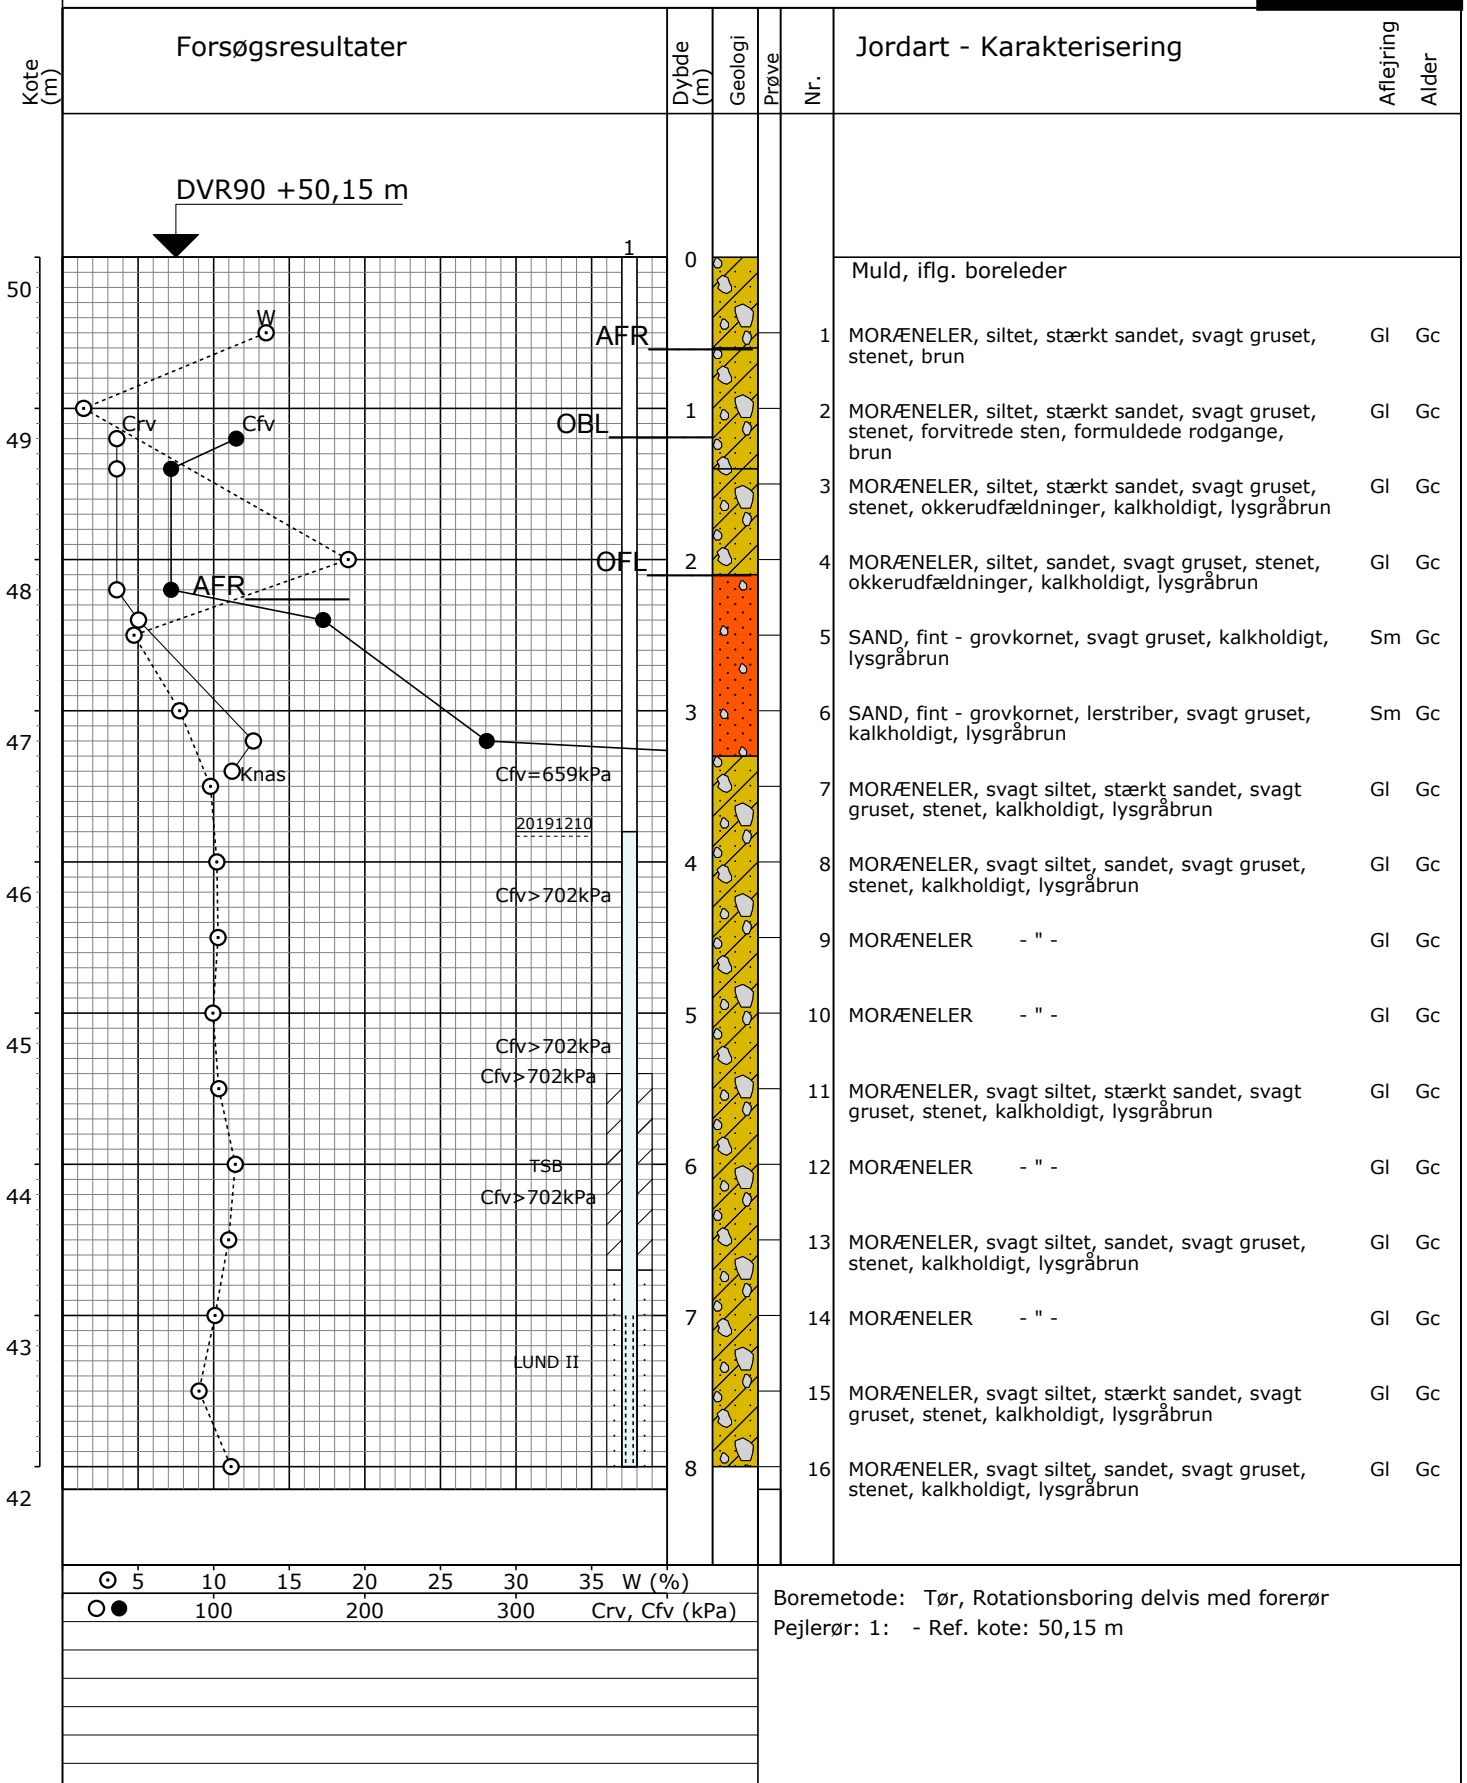 Forsøgsresultater
Kote (m)
Dybde (m)
Geologi
Prøve
Nr.
Jordart - Karakterisering
Aflejring
Alder
DVR90 +50,15 m
1
0
Muld, iflg. boreleder
50
W
AFR
1 MORÆNELER, siltet, stærkt sandet, svagt gruset, Gl Gc
stenet, brun
1
OBL
Crv
Cfv
49
2 MORÆNELER, siltet, stærkt sandet, svagt gruset, Gl Gc
stenet, forvitrede sten, formuldede rodgange,
brun
3 MORÆNELER, siltet, stærkt sandet, svagt gruset, Gl Gc
stenet, okkerudfældninger, kalkholdigt, lysgråbrun
OFL
2
AFR
48
4 MORÆNELER, siltet, sandet, svagt gruset, stenet, Gl Gc
okkerudfældninger, kalkholdigt, lysgråbrun
5 SAND, fint - grovkornet, svagt gruset, kalkholdigt, Sm Gc
lysgråbrun
3
47
6 SAND, fint - grovkornet, lerstriber, svagt gruset, Sm Gc
kalkholdigt, lysgråbrun
Knas
Cfv=659kPa
7 MORÆNELER, svagt siltet, stærkt sandet, svagt Gl Gc
gruset, stenet, kalkholdigt, lysgråbrun
20191210
4
46
Cfv>702kPa
8 MORÆNELER, svagt siltet, sandet, svagt gruset, Gl Gc
stenet, kalkholdigt, lysgråbrun
9 MORÆNELER - " - Gl Gc
5
10 MORÆNELER - " - Gl Gc
45
Cfv>702kPa
Cfv>702kPa
11 MORÆNELER, svagt siltet, stærkt sandet, svagt Gl Gc
gruset, stenet, kalkholdigt, lysgråbrun
TSB
6
12 MORÆNELER - " - Gl Gc
44
Cfv>702kPa
13 MORÆNELER, svagt siltet, sandet, svagt gruset, Gl Gc
stenet, kalkholdigt, lysgråbrun
7
14 MORÆNELER - " - Gl Gc
43
LUND II
15 MORÆNELER, svagt siltet, stærkt sandet, svagt Gl Gc
gruset, stenet, kalkholdigt, lysgråbrun
8
42
16 MORÆNELER, svagt siltet, sandet, svagt gruset, Gl Gc
stenet, kalkholdigt, lysgråbrun
5 10 15 20 25 30 35 W (%)
100 200 300 Crv, Cfv (kPa)
Boremetode: Tør, Rotationsboring delvis med forerør
Pejlerør: 1: - Ref. kote: 50,15 m